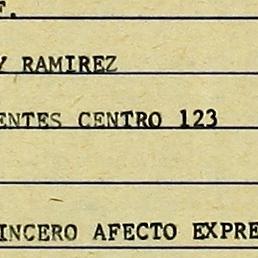 F.
Y RAMIREZ
ENTES CENTRO 123
INCERO AFECTO EXPRE